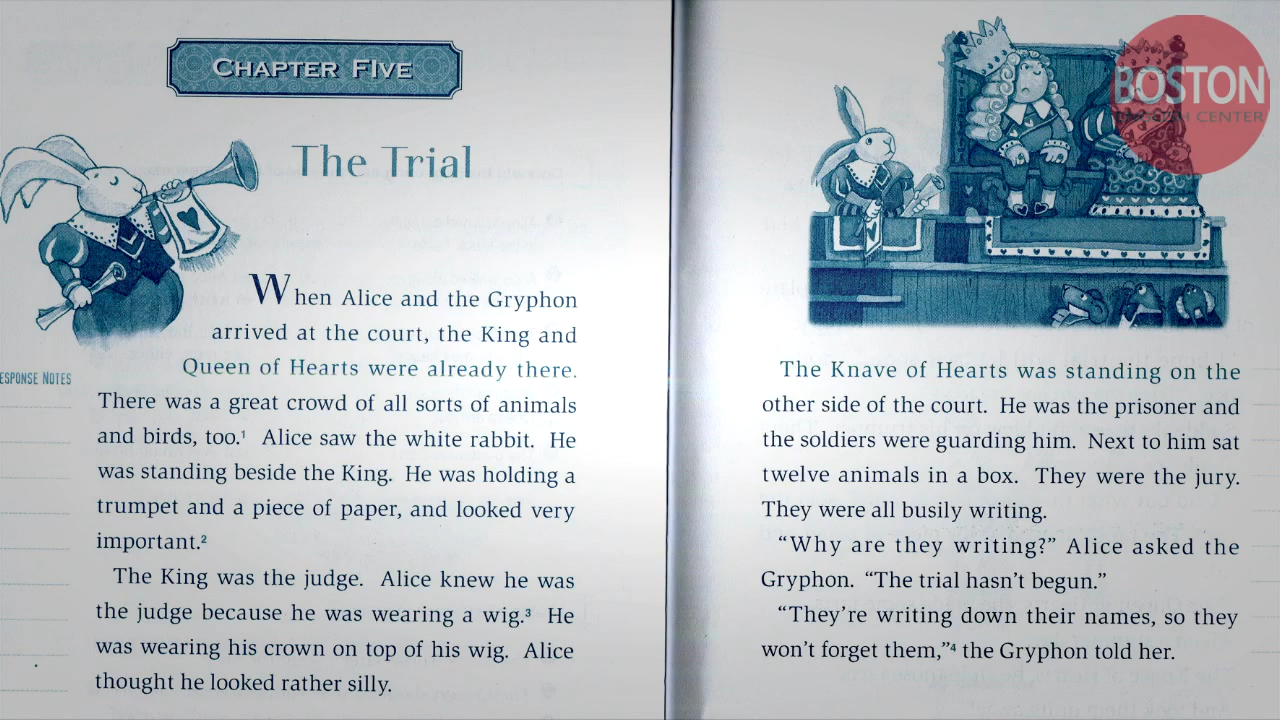 CHAPTER FIVE
The Trial
When Alice and the Gryphon
arrived at the court, the King and
Queen of Hearts were already there.
There was a great crowd of all sorts of animals
and birds, too.¹ Alice saw the white rabbit. He
was standing beside the King. He was holding a
trumpet and a piece of paper, and looked very
important.²
The King was the judge. Alice knew he was
the judge because he was wearing a wig.³ He
was wearing his crown on top of his wig. Alice
thought he looked rather silly.
ESPONSE NOTES
BOSTON
ENGLISH CENTER
The Knave of Hearts was standing on the
other side of the court. He was the prisoner and
the soldiers were guarding him. Next to him sat
twelve animals in a box. They were the jury.
They were all busily writing.
“Why are they writing?” Alice asked the
Gryphon. “The trial hasn’t begun.”
“They’re writing down their names, so they
won’t forget them,”⁴ the Gryphon told her.